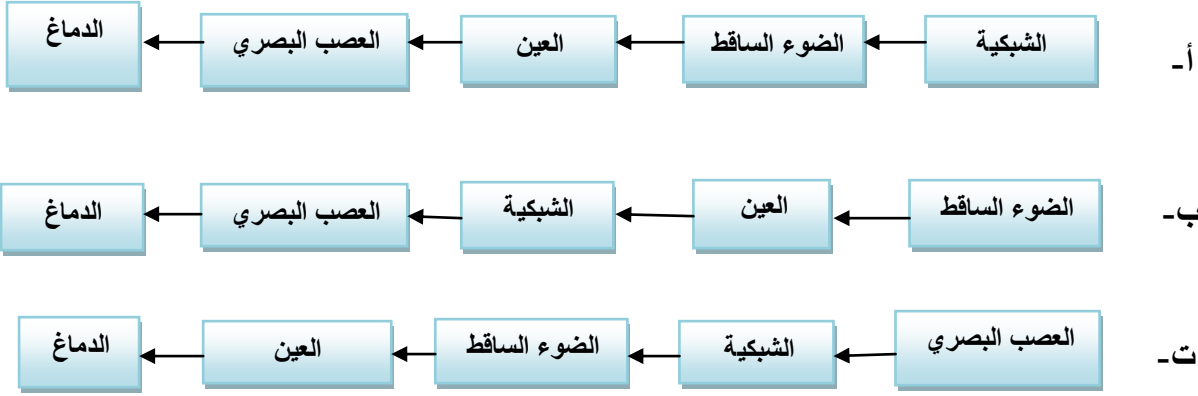 أ- الشبكية الضوء الساقط العين العصب البصري الدماغ
ب- الضوء الساقط العين الشبكية العصب البصري الدماغ
ت- العصب البصري الشبكية الضوء الساقط العين الدماغ